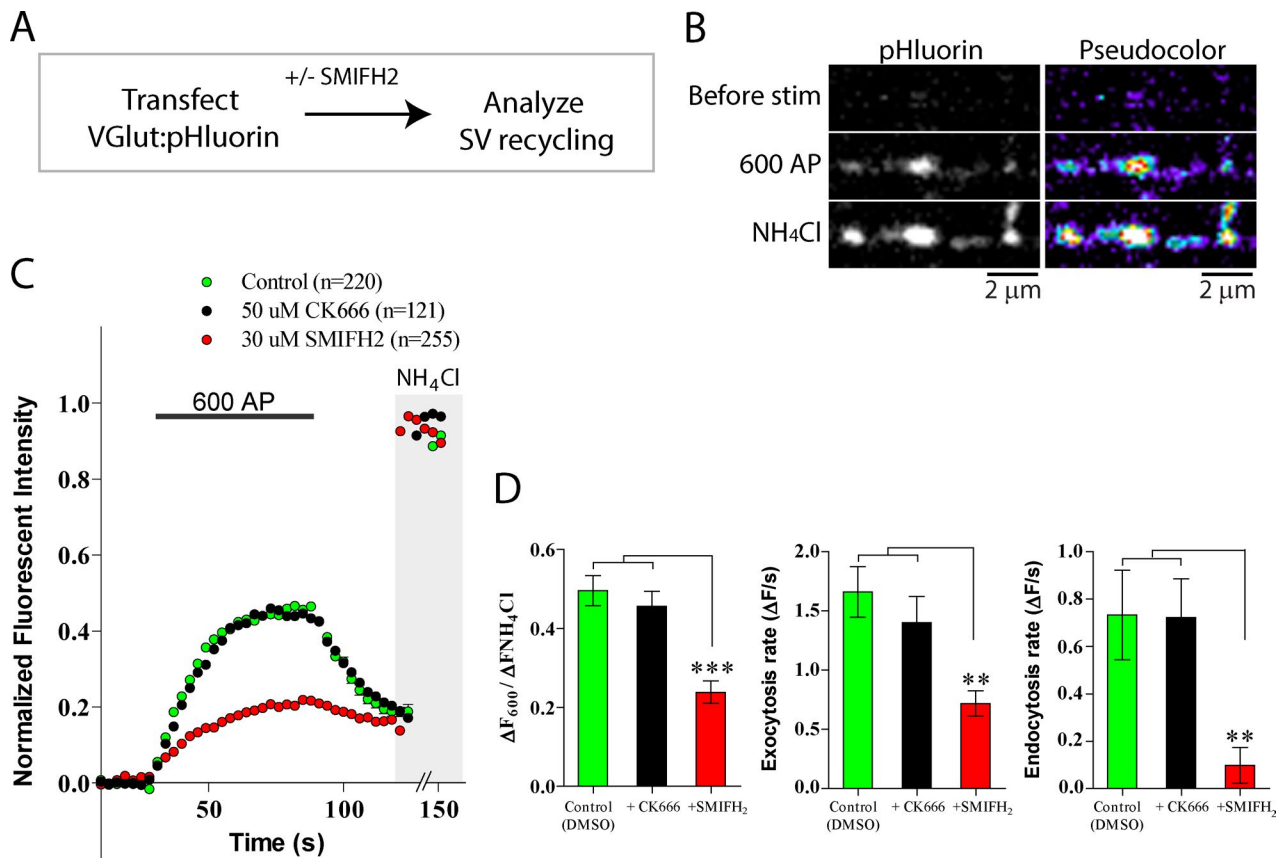 A
+/- SMIFH2
Transfect
VGlut:pHluorin
Analyze
SV recycling
B
pHluorin
Pseudocolor
Before stim
600 AP
NH₄Cl
2 μm
2 μm
C
Control (n=220)
50 uM CK666 (n=121)
30 uM SMIFH2 (n=255)
NH₄Cl
600 AP
Normalized Fluorescent Intensity
1.0
0.8
0.6
0.4
0.2
0.0
50
100
150
Time (s)
D
ΔF₆₀₀ / ΔFNH₄Cl
0.6
0.4
0.2
0.0
***
Control
(DMSO)
+ CK666
+SMIFH₂
Exocytosis rate (ΔF/s)
2.0
1.5
1.0
0.5
0.0
**
Control
(DMSO)
+ CK666
+SMIFH₂
Endocytosis rate (ΔF/s)
1.0
0.8
0.6
0.4
0.2
0.0
**
Control
(DMSO)
+ CK666
+SMIFH₂